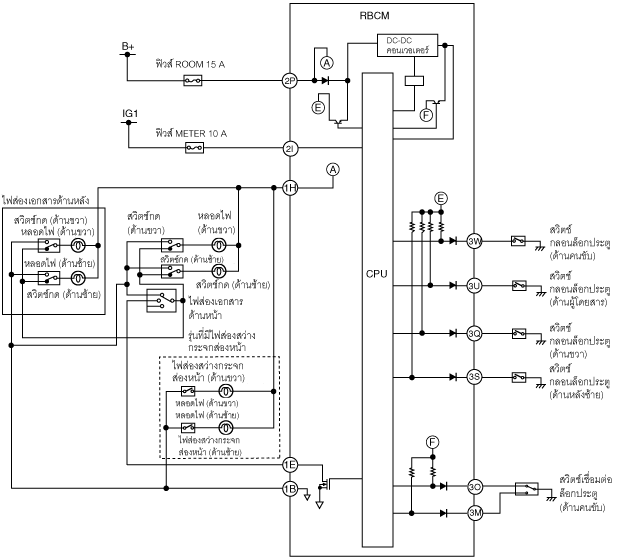 RBCM
B+
ฟิวส์ ROOM 15 A
2P
A
DC-DC
คอนเวอเตอร์
E
F
IG1
ฟิวส์ METER 10 A
2I
1H
A
CPU
ไฟส่องเอกสารด้านหลัง
สวิตช์กด (ด้านขวา)
หลอดไฟ (ด้านขวา)
หลอดไฟ (ด้านซ้าย)
สวิตช์กด (ด้านซ้าย)
สวิตช์กด
(ด้านขวา)
หลอดไฟ
(ด้านขวา)
สวิตช์กด (ด้านซ้าย)
สวิตช์กด (ด้านซ้าย)
ไฟส่องเอกสาร
ด้านหน้า
รุ่นที่มีไฟส่องสว่าง
กระจกส่องหน้า
ไฟส่องสว่างกระจก
ส่องหน้า (ด้านขวา)
หลอดไฟ (ด้านขวา)
หลอดไฟ (ด้านซ้าย)
ไฟส่องสว่างกระจก
ส่องหน้า (ด้านซ้าย)
1E
1B
E
3W
สวิตช์
กลอนล็อกประตู
(ด้านคนขับ)
3U
สวิตช์
กลอนล็อกประตู
(ด้านผู้โดยสาร)
3Q
สวิตช์
กลอนล็อกประตู
(ด้านขวา)
3S
สวิตช์
กลอนล็อกประตู
(ด้านหลังซ้าย)
F
3O
3M
สวิตช์เชื่อมต่อ
ล็อกประตู
(ด้านคนขับ)